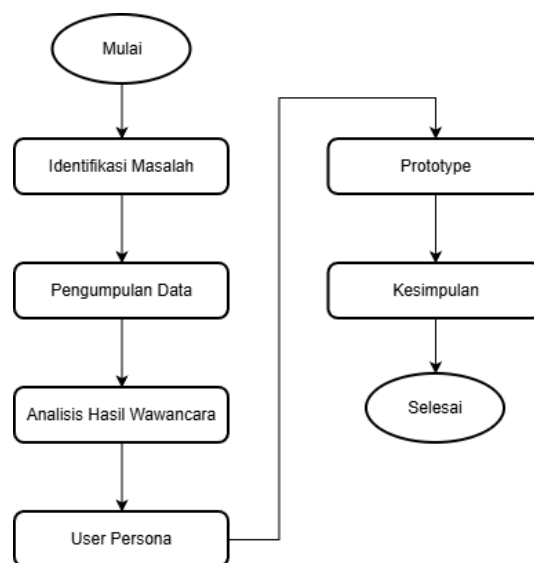 Mulai
Identifikasi Masalah
Pengumpulan Data
Analisis Hasil Wawancara
User Persona
Prototype
Kesimpulan
Selesai